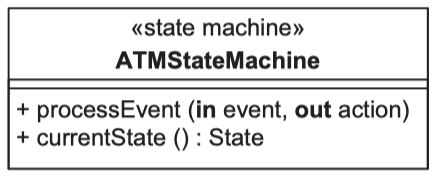 «state machine»
ATMStateMachine
+ processEvent (in event, out action)
+ currentState () : State